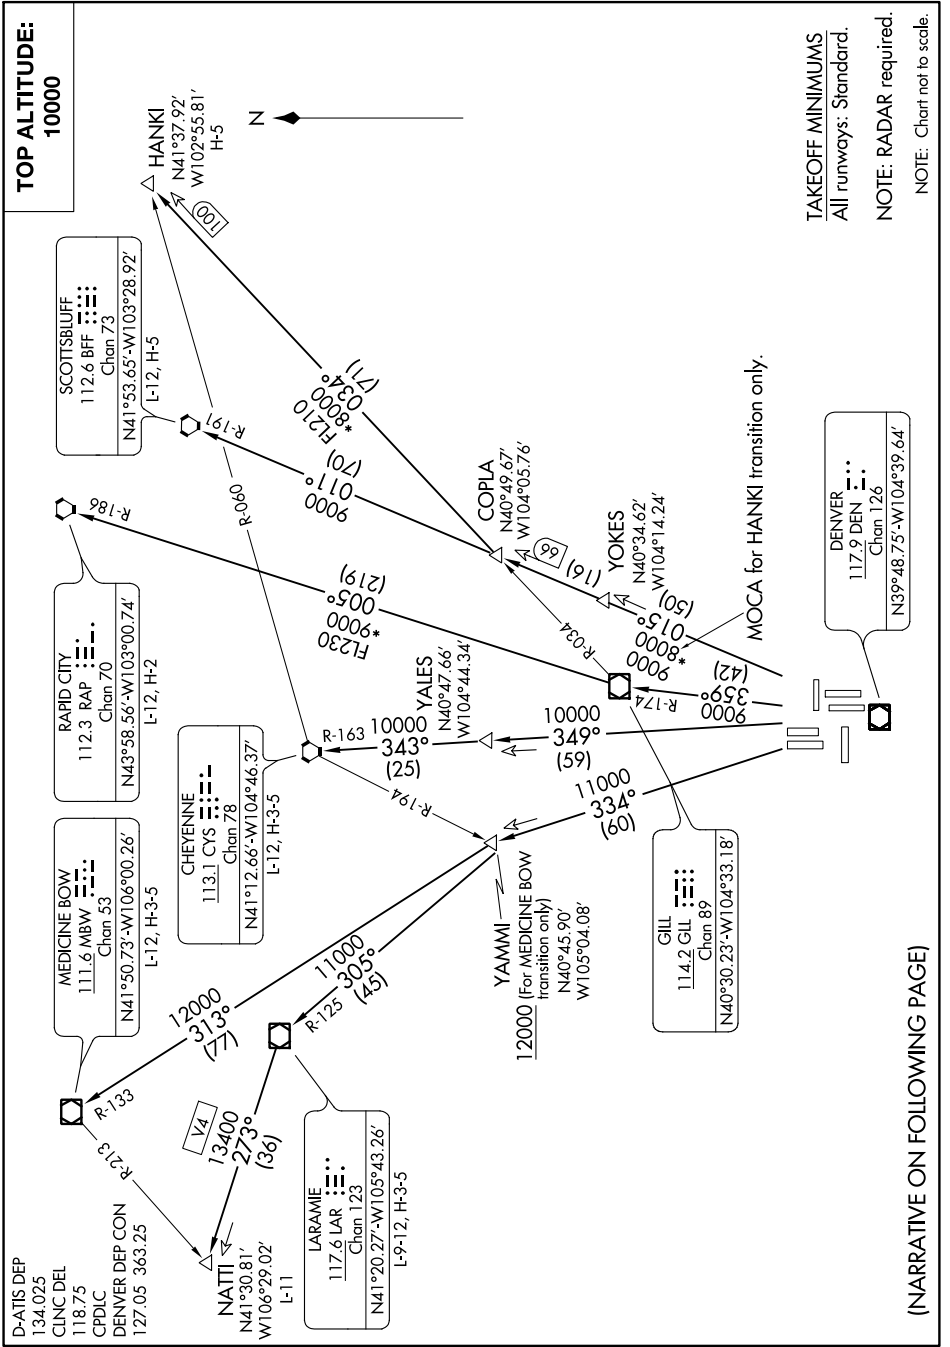 TOP ALTITUDE:
10000
D-ATIS DEP
134.025
CLNC DEL
118.75
CPDLC
DENVER DEP CON
127.05 363.25
MEDICINE BOW
111.6 MBW
Chan 53
N41°50.73'-W106°00.26'
L-12, H-3-5
RAPID CITY
112.3 RAP
Chan 70
N43°58.56'-W103°00.74'
L-12, H-2
SCOTTSBLUFF
112.6 BFF
Chan 73
N41°53.65'-W103°28.92'
L-12, H-5
HANKI
N41°37.92'
W102°55.81'
H-5
N
CHEYENNE
113.1 CYS
Chan 78
N41°12.66'-W104°46.37'
L-12, H-3-5
R-133
R-213
R-186
R-191
R-060
R-163
R-194
R-125
R-034
R-174
100
66
V4
13400
273°
(36)
12000
313°
(77)
11000
305°
(45)
10000
343°
(25)
FL230
*9000
005°
(219)
9000
011°
(70)
FL210
*8000
034°
(71)
NATTI
N41°30.81'
W106°29.02'
L-11
LARAMIE
117.6 LAR
Chan 123
N41°20.27'-W105°43.26'
L-9-12, H-3-5
YAMMI
12000 (For MEDICINE BOW
transition only)
N40°45.90'
W105°04.08'
YALES
N40°47.66'
W104°44.34'
COPLA
N40°49.67'
W104°05.76'
YOKES
N40°34.62'
W104°14.24'
(16)
11000
334°
(60)
10000
349°
(59)
9000
359°
(42)
9000
*8000
015°
(50)
MOCA for HANKI transition only.
GILL
114.2 GLL
Chan 89
N40°30.23'-W104°33.18'
DENVER
117.9 DEN
Chan 126
N39°48.75'-W104°39.64'
TAKEOFF MINIMUMS
All runways: Standard.
NOTE: RADAR required.
NOTE: Chart not to scale.
(NARRATIVE ON FOLLOWING PAGE)